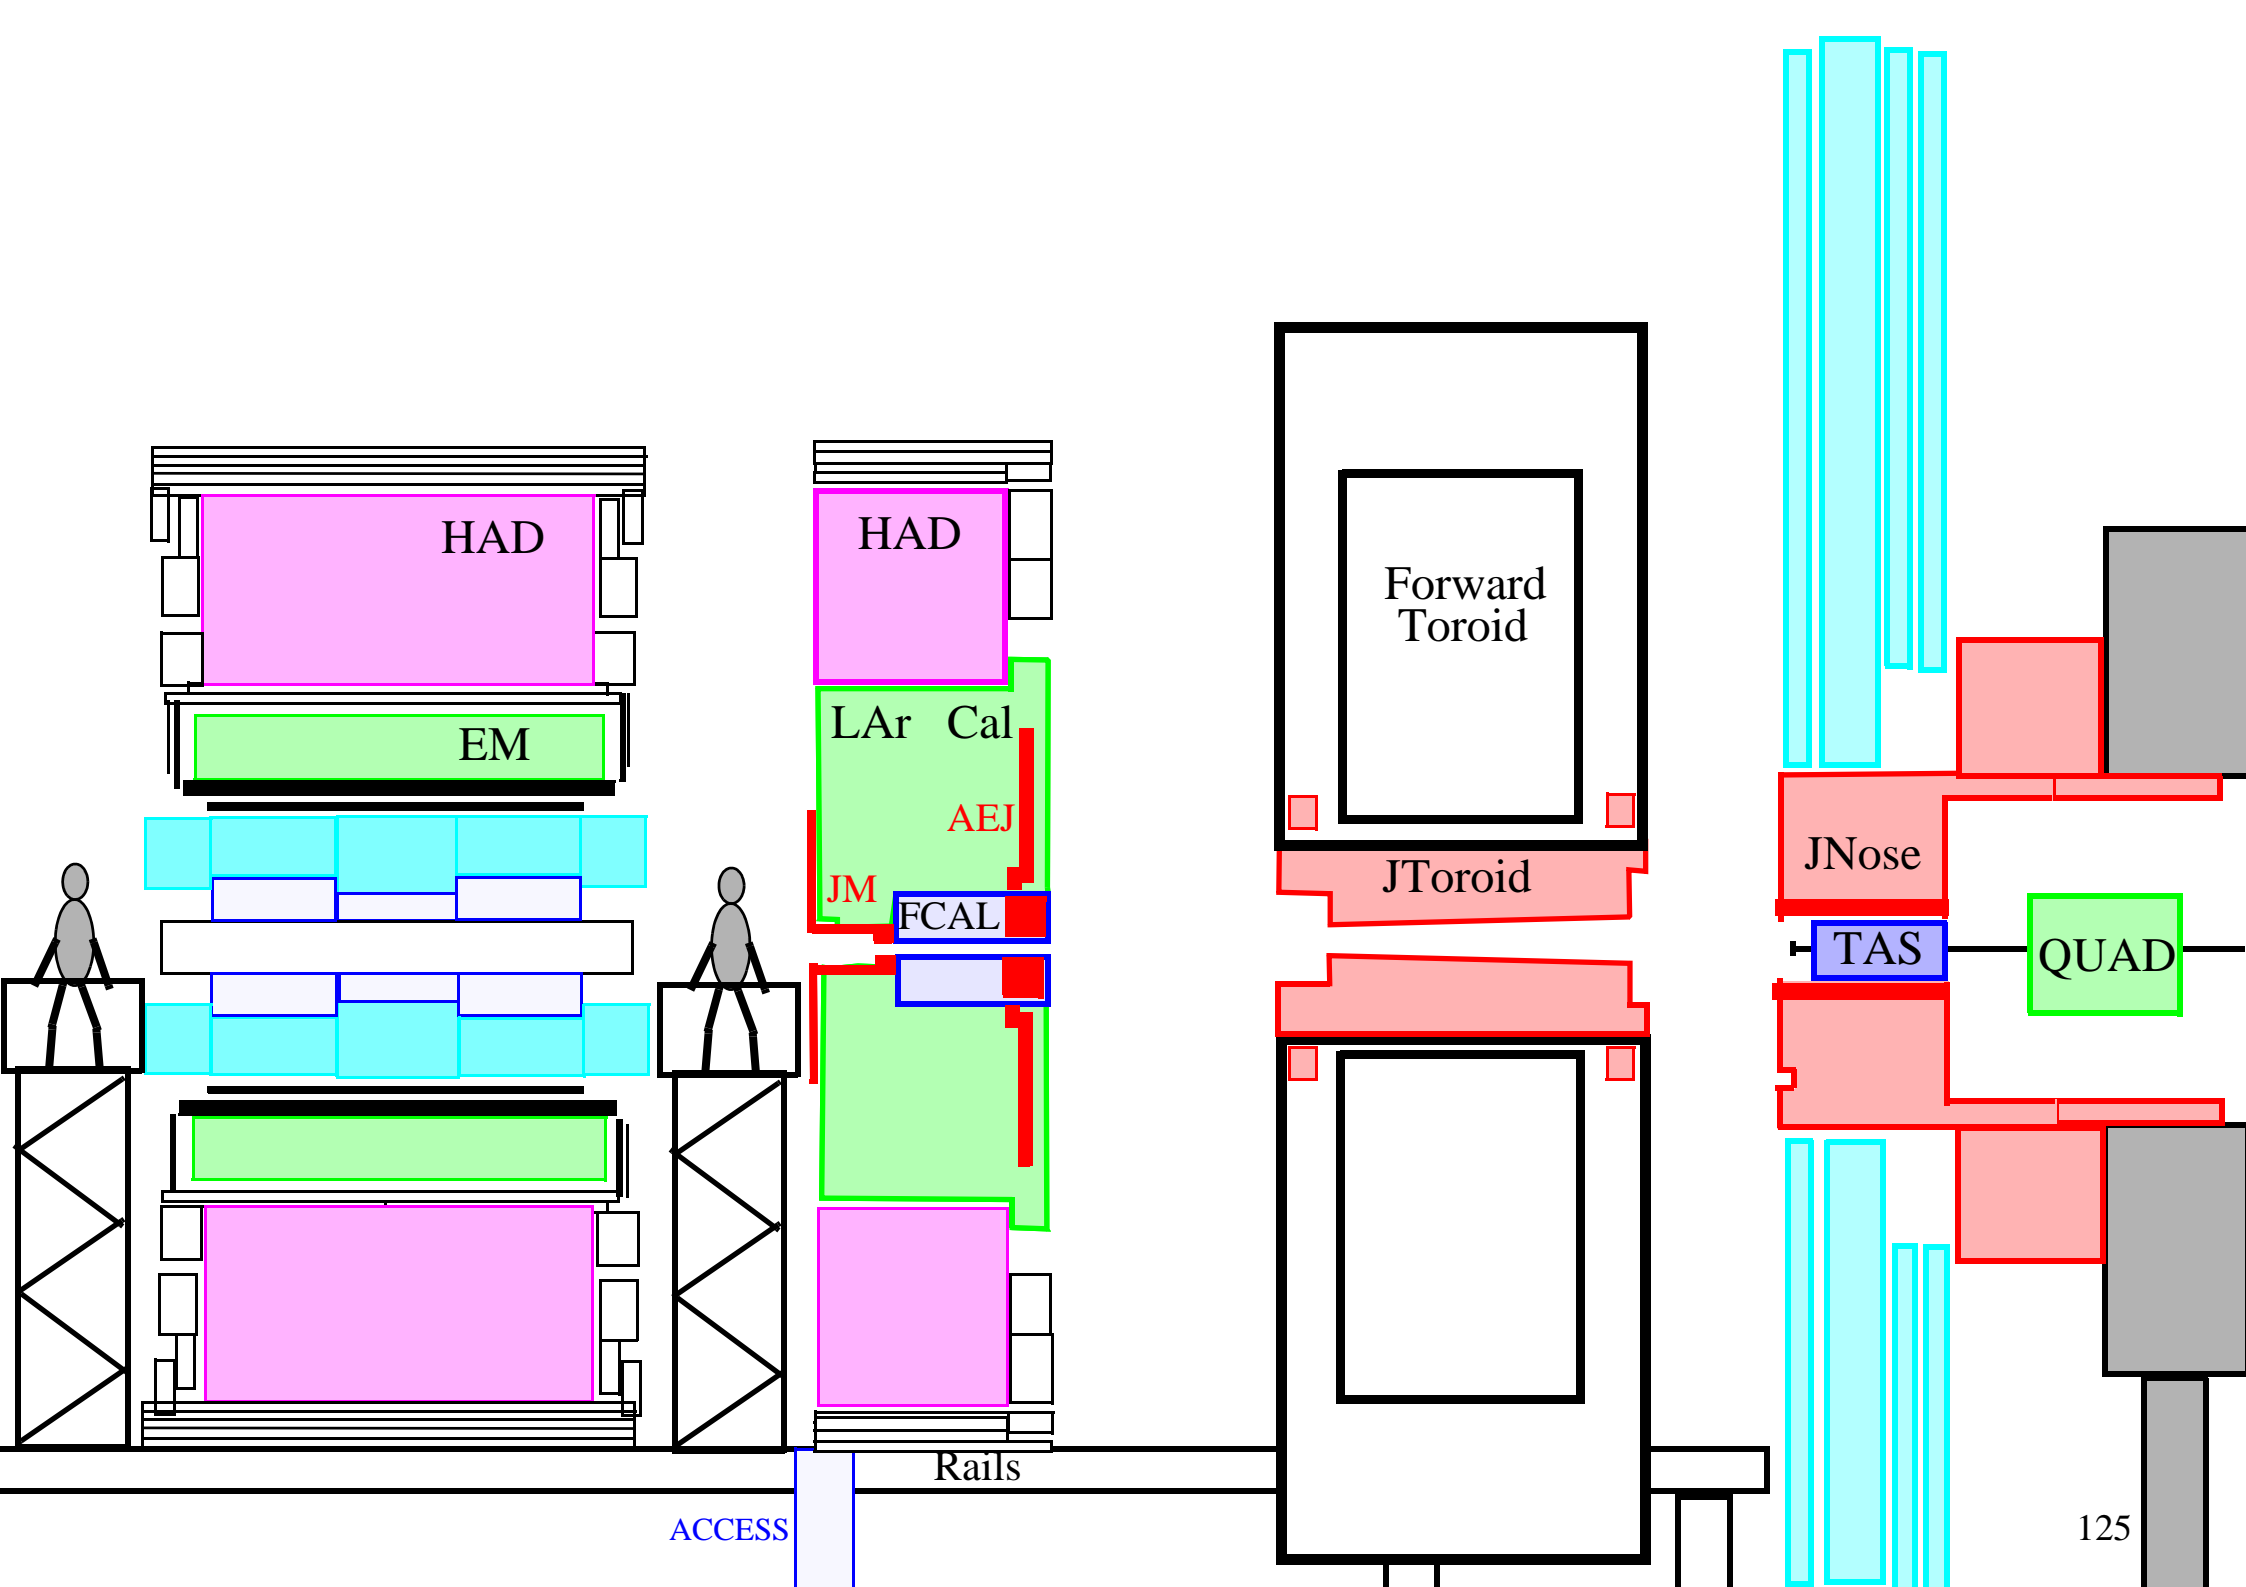 HAD
HAD
Forward
Toroid
LAr Cal
EM
AEJ
JM
FCAL
JToroid
JNose
TAS
QUAD
Rails
ACCESS
125